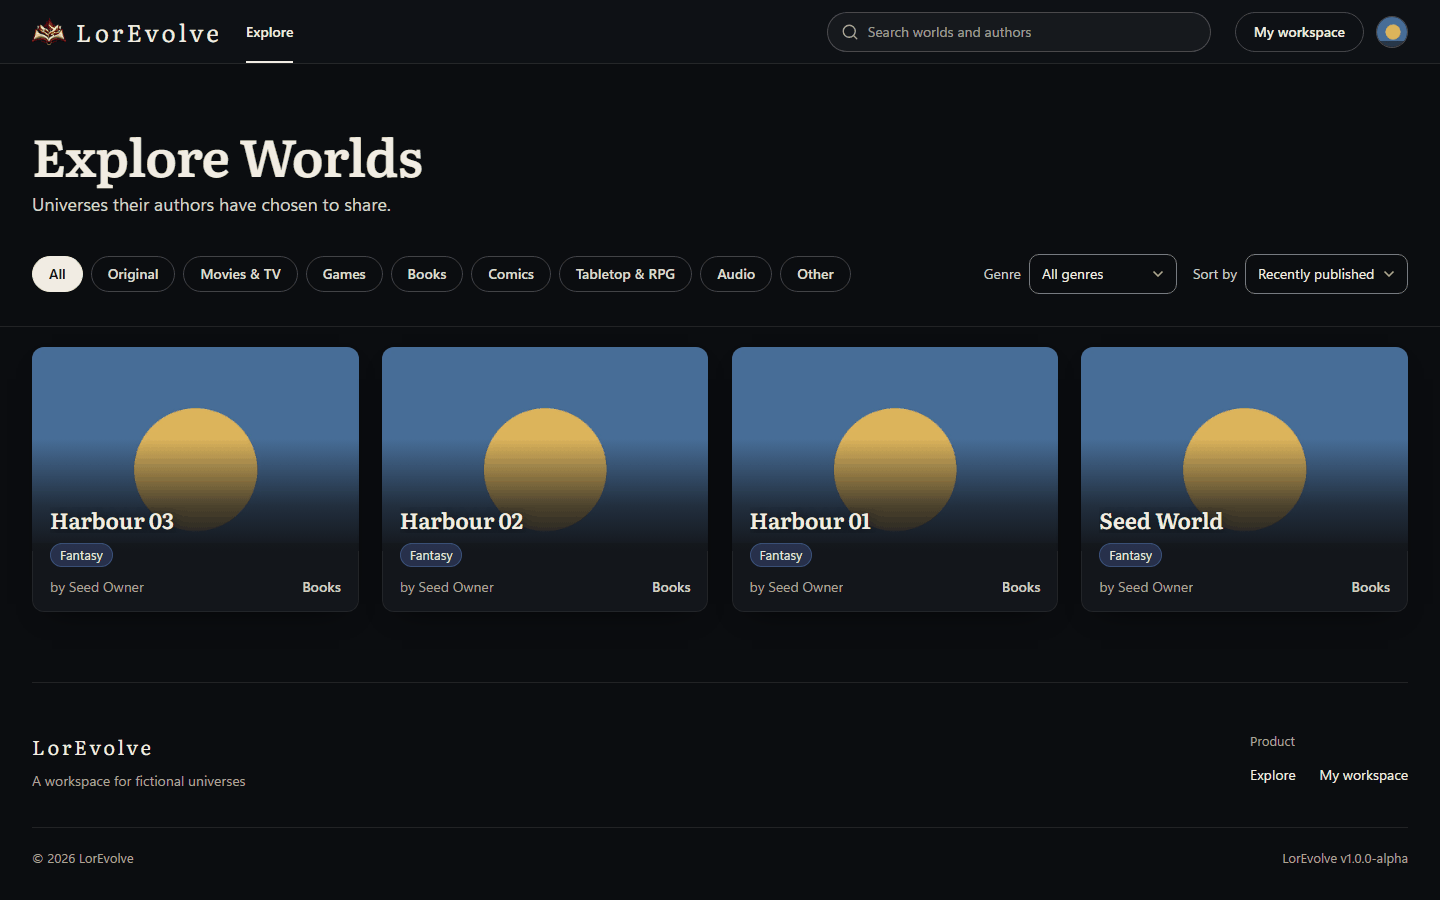 LorEvolve Explore Search worlds and authors My workspace
Explore Worlds
Universes their authors have chosen to share.
All Original Movies & TV Games Books Comics Tabletop & RPG Audio Other Genre All genres Sort by Recently published
Harbour 03 Harbour 02 Harbour 01 Seed World
Fantasy Fantasy Fantasy Fantasy
by Seed Owner Books by Seed Owner Books by Seed Owner Books by Seed Owner Books
LorEvolve Product
A workspace for fictional universes Explore My workspace
© 2026 LorEvolve LorEvolve v1.0.0-alpha